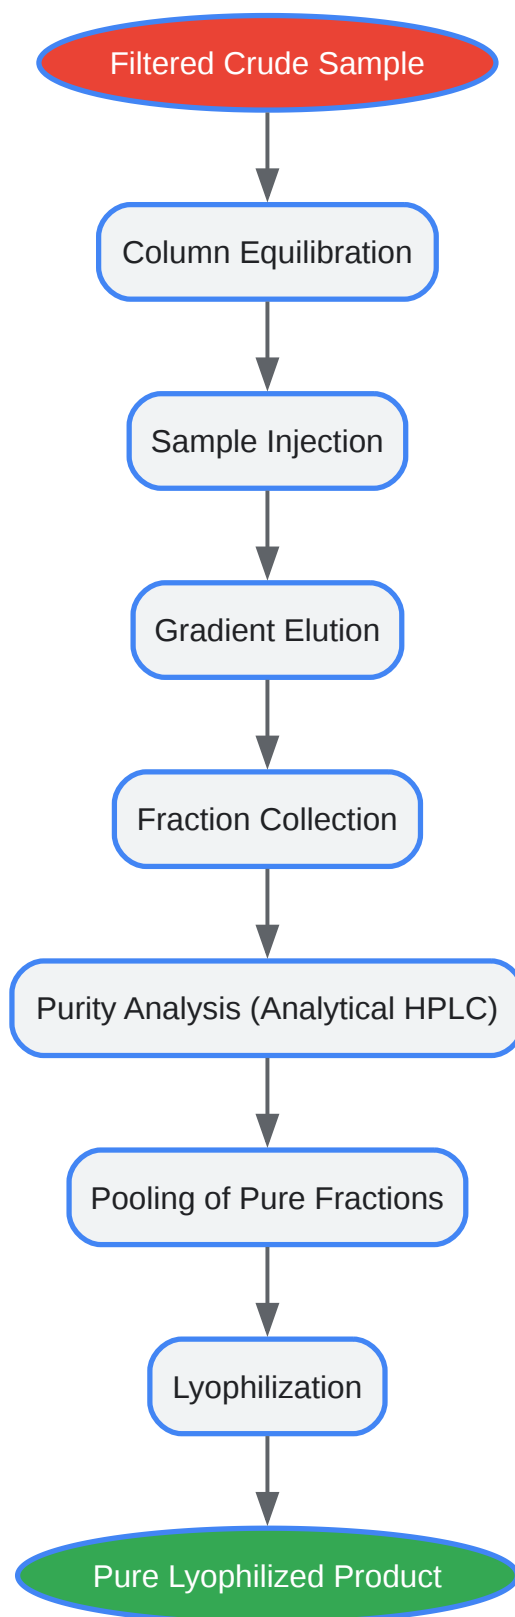 Filtered Crude Sample
Column Equilibration
Sample Injection
Gradient Elution
Fraction Collection
Purity Analysis (Analytical HPLC)
Pooling of Pure Fractions
Lyophilization
Pure Lyophilized Product